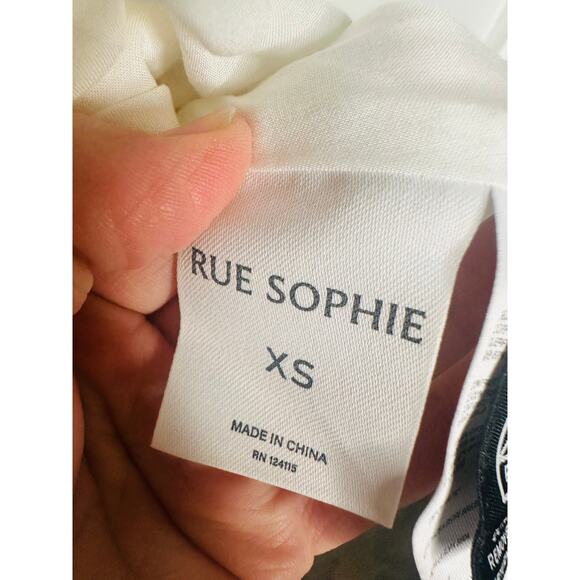 RUE SOPHIE
XS
MADE IN CHINA
RN 124115